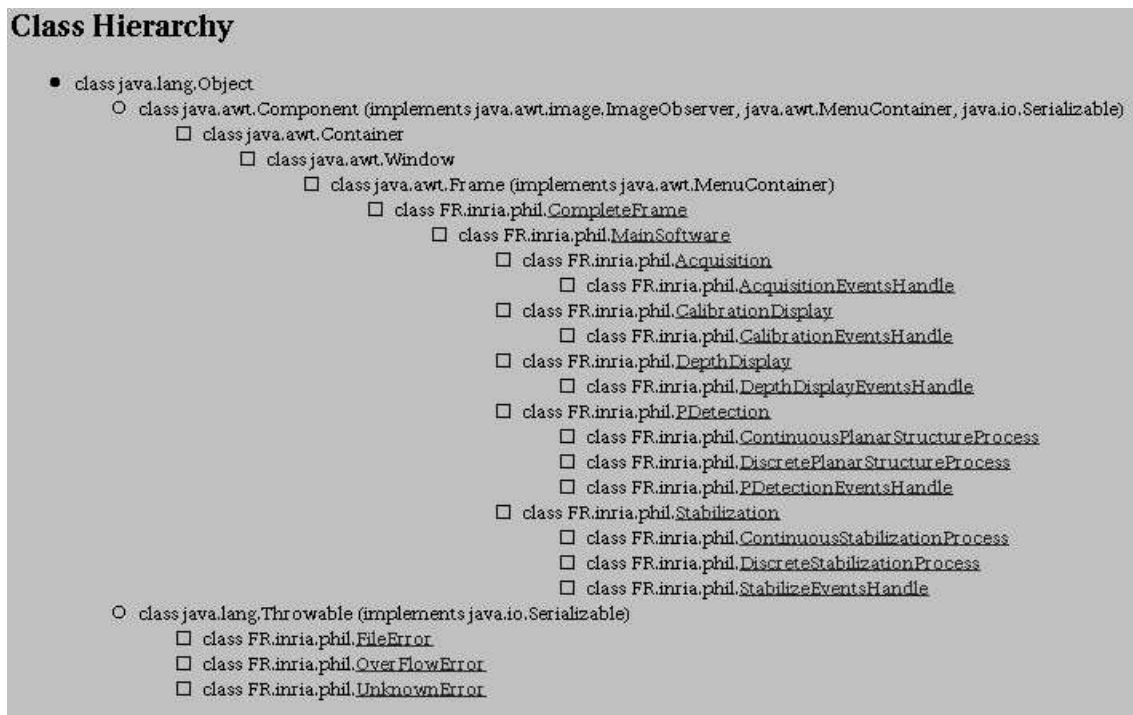 Class Hierarchy
class java.lang.Object
class java.awt.Component (implements java.awt.image.ImageObserver, java.awt.MenuContainer, java.io.Serializable)
class java.awt.Container
class java.awt.Window
class java.awt.Frame (implements java.awt.MenuContainer)
class FR.inria.phil.CompleteFrame
class FR.inria.phil.MainSoftware
class FR.inria.phil.Acquisition
class FR.inria.phil.AcquisitionEventsHandle
class FR.inria.phil.CalibrationDisplay
class FR.inria.phil.CalibrationEventsHandle
class FR.inria.phil.DepthDisplay
class FR.inria.phil.DepthDisplayEventsHandle
class FR.inria.phil.PDetection
class FR.inria.phil.ContinuousPlanarStructureProcess
class FR.inria.phil.DiscretePlanarStructureProcess
class FR.inria.phil.PDetectionEventsHandle
class FR.inria.phil.Stabilization
class FR.inria.phil.ContinuousStabilizationProcess
class FR.inria.phil.DiscreteStabilizationProcess
class FR.inria.phil.StabilizeEventsHandle
class java.lang.Throwable (implements java.io.Serializable)
class FR.inria.phil.FileError
class FR.inria.phil.OverFlowError
class FR.inria.phil.UnknownError